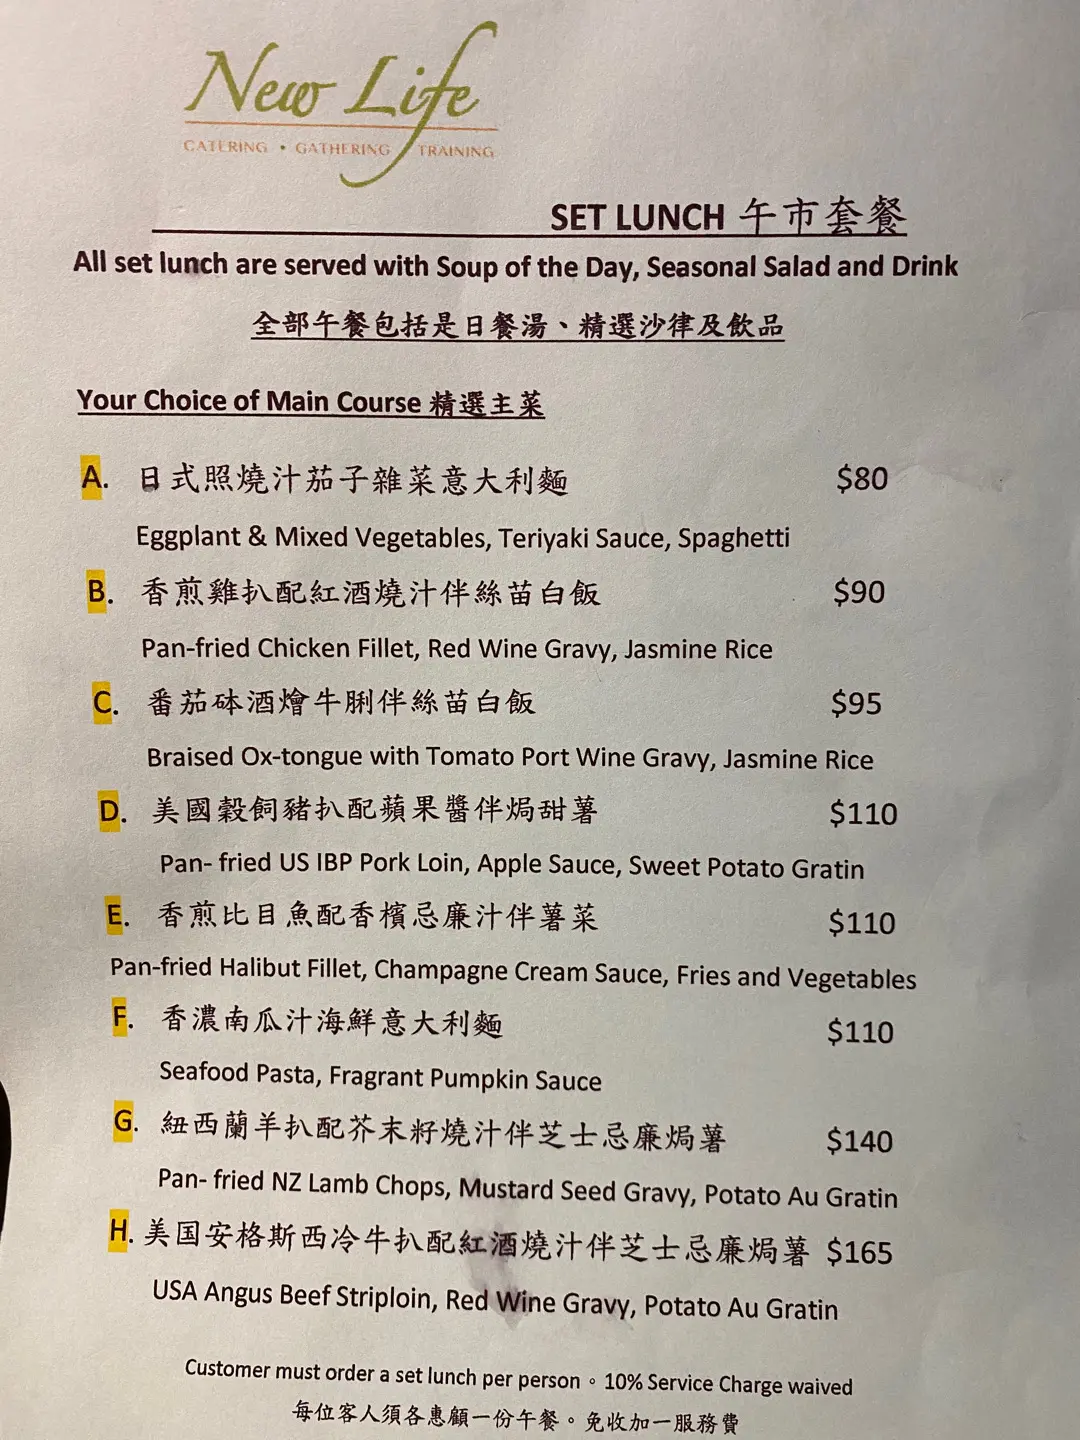 New Life
CATERING • GATHERING TRAINING
SET LUNCH 午市套餐
All set lunch are served with Soup of the Day, Seasonal Salad and Drink
全部午餐包括是日餐湯、精選沙律及飲品
Your Choice of Main Course 精選主菜
A. 日式照燒汁茄子雜菜意大利麵 $80
Eggplant & Mixed Vegetables, Teriyaki Sauce, Spaghetti
B. 香煎雞扒配紅酒燒汁伴絲苗白飯 $90
Pan-fried Chicken Fillet, Red Wine Gravy, Jasmine Rice
C. 番茄砵酒燴牛脷伴絲苗白飯 $95
Braised Ox-tongue with Tomato Port Wine Gravy, Jasmine Rice
D. 美國穀飼豬扒配蘋果醬伴焗甜薯 $110
Pan- fried US IBP Pork Loin, Apple Sauce, Sweet Potato Gratin
E. 香煎比目魚配香檳忌廉汁伴薯菜 $110
Pan-fried Halibut Fillet, Champagne Cream Sauce, Fries and Vegetables
F. 香濃南瓜汁海鮮意大利麵 $110
Seafood Pasta, Fragrant Pumpkin Sauce
G. 紐西蘭羊扒配芥末籽燒汁伴芝士忌廉焗薯 $140
Pan- fried NZ Lamb Chops, Mustard Seed Gravy, Potato Au Gratin
H. 美国安格斯西冷牛扒配紅酒燒汁伴芝士忌廉焗薯 $165
USA Angus Beef Striploin, Red Wine Gravy, Potato Au Gratin
Customer must order a set lunch per person。10% Service Charge waived
每位客人須各惠顧一份午餐。免收加一服務費